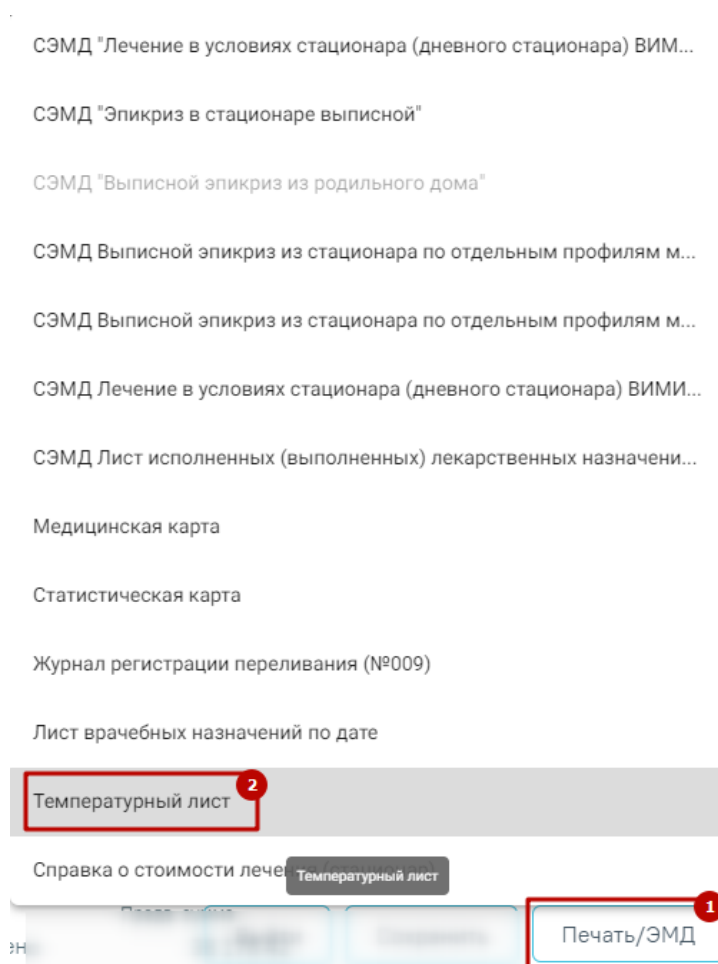 СЭМД "Лечение в условиях стационара (дневного стационара) ВИМ...
СЭМД "Эпикриз в стационаре выписной"
СЭМД "Выписной эпикриз из родильного дома"
СЭМД Выписной эпикриз из стационара по отдельным профилям м...
СЭМД Выписной эпикриз из стационара по отдельным профилям м...
СЭМД Лечение в условиях стационара (дневного стационара) ВИМИ...
СЭМД Лист исполненных (выполненных) лекарственных назначени...
Медицинская карта
Статистическая карта
Журнал регистрации переливания (№009)
Лист врачебных назначений по дате
Температурный лист 2
Справка о стоимости лечения (стационар)
Температурный лист
1
Печать/ЭМД